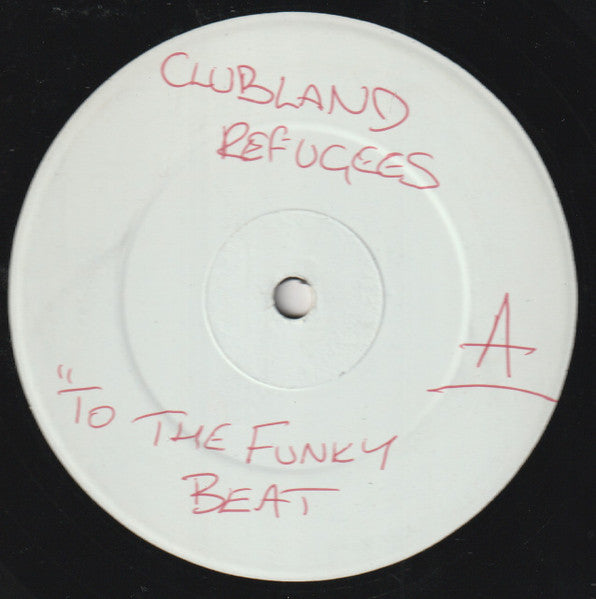 CLUBLAND
REFUGEES
A
"TO THE FUNKY
BEAT